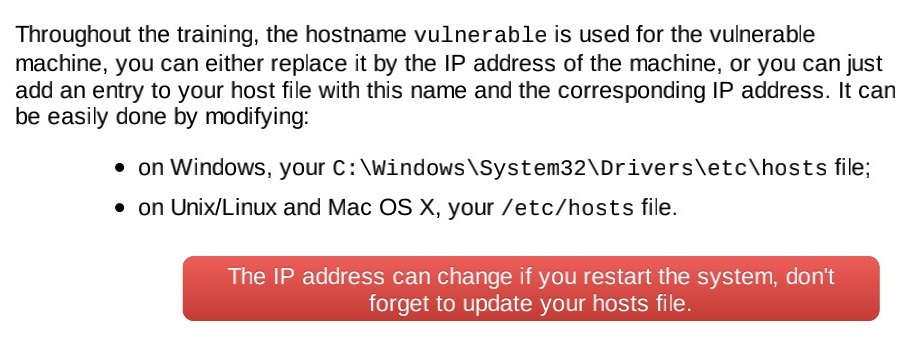 Throughout the training, the hostname vulnerable is used for the vulnerable
machine, you can either replace it by the IP address of the machine, or you can just
add an entry to your host file with this name and the corresponding IP address. It can
be easily done by modifying:
• on Windows, your C:\Windows\System32\Drivers\etc\hosts file;
• on Unix/Linux and Mac OS X, your /etc/hosts file.
The IP address can change if you restart the system, don't
forget to update your hosts file.